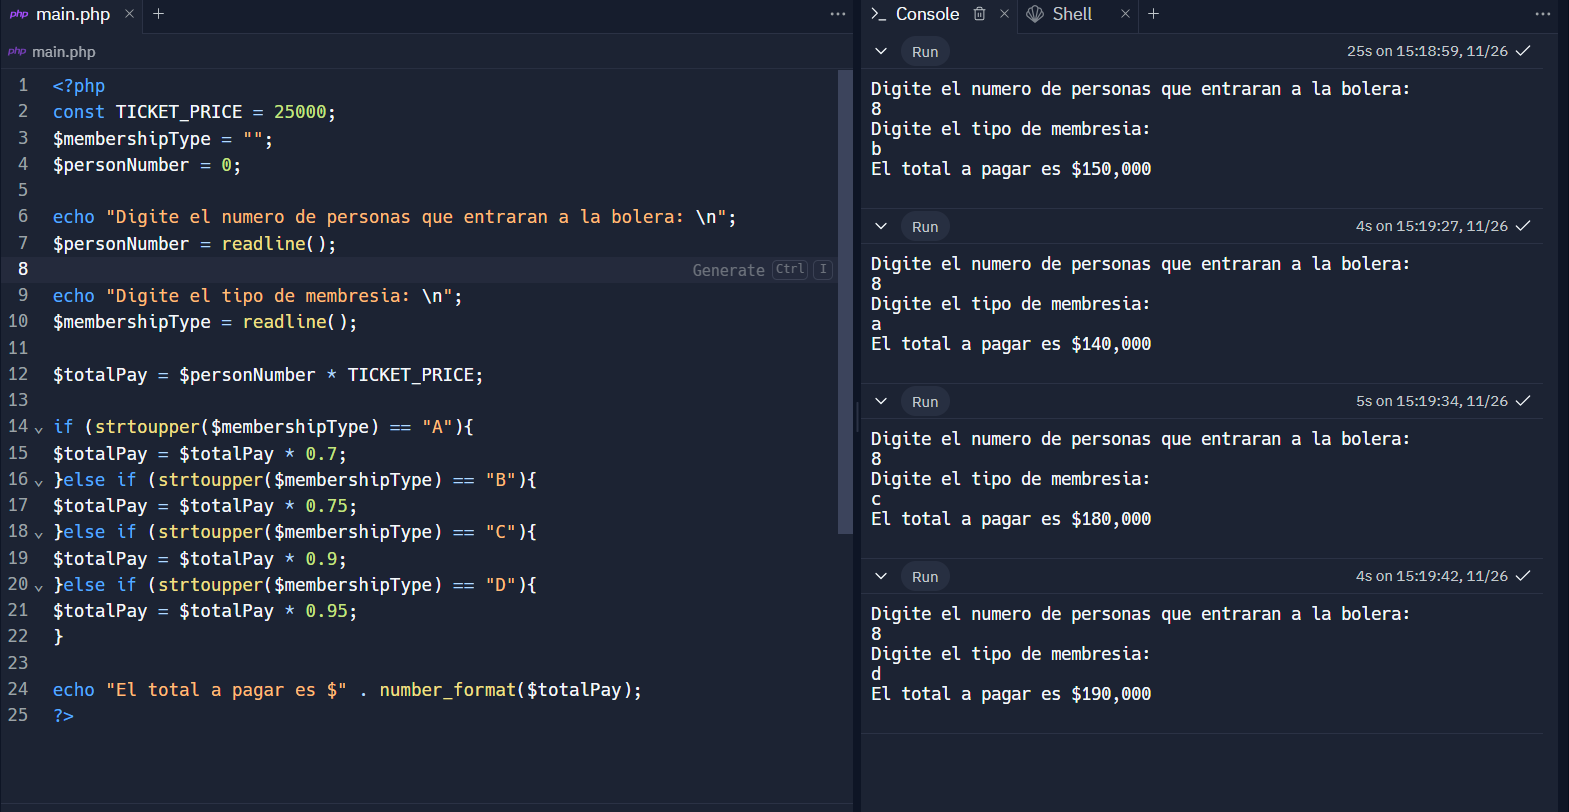 php main.php × +
···
php main.php
1 <?php
2 const TICKET_PRICE = 25000;
3 $membershipType = "";
4 $personNumber = 0;
5
6 echo "Digite el numero de personas que entraran a la bolera: \n";
7 $personNumber = readline();
8 Generate Ctrl I
9 echo "Digite el tipo de membresia: \n";
10 $membershipType = readline();
11
12 $totalPay = $personNumber * TICKET_PRICE;
13
14 if (strtoupper($membershipType) == "A"){
15 $totalPay = $totalPay * 0.7;
16 }else if (strtoupper($membershipType) == "B"){
17 $totalPay = $totalPay * 0.75;
18 }else if (strtoupper($membershipType) == "C"){
19 $totalPay = $totalPay * 0.9;
20 }else if (strtoupper($membershipType) == "D"){
21 $totalPay = $totalPay * 0.95;
22 }
23
24 echo "El total a pagar es $" . number_format($totalPay);
25 ?>
Console × Shell × +
···
Run 25s on 15:18:59, 11/26
Digite el numero de personas que entraran a la bolera:
8
Digite el tipo de membresia:
b
El total a pagar es $150,000
Run 4s on 15:19:27, 11/26
Digite el numero de personas que entraran a la bolera:
8
Digite el tipo de membresia:
a
El total a pagar es $140,000
Run 5s on 15:19:34, 11/26
Digite el numero de personas que entraran a la bolera:
8
Digite el tipo de membresia:
c
El total a pagar es $180,000
Run 4s on 15:19:42, 11/26
Digite el numero de personas que entraran a la bolera:
8
Digite el tipo de membresia:
d
El total a pagar es $190,000